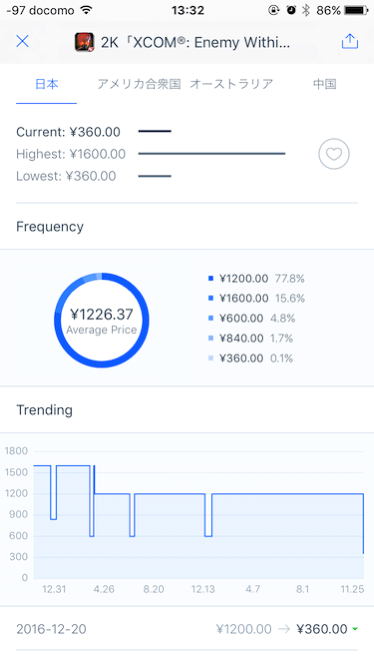 -97 docomo 13:32 86%
2K「XCOM®: Enemy Withi...
日本 アメリカ合衆国 オーストラリア 中国
Current: ¥360.00
Highest: ¥1600.00
Lowest: ¥360.00
Frequency
¥1226.37
Average Price
¥1200.00 77.8%
¥1600.00 15.6%
¥600.00 4.8%
¥840.00 1.7%
¥360.00 0.1%
Trending
1800
1500
1200
900
600
300
0
12.31 4.26 8.20 12.13 4.7 8.1 11.25
2016-12-20 ¥1200.00 → ¥360.00